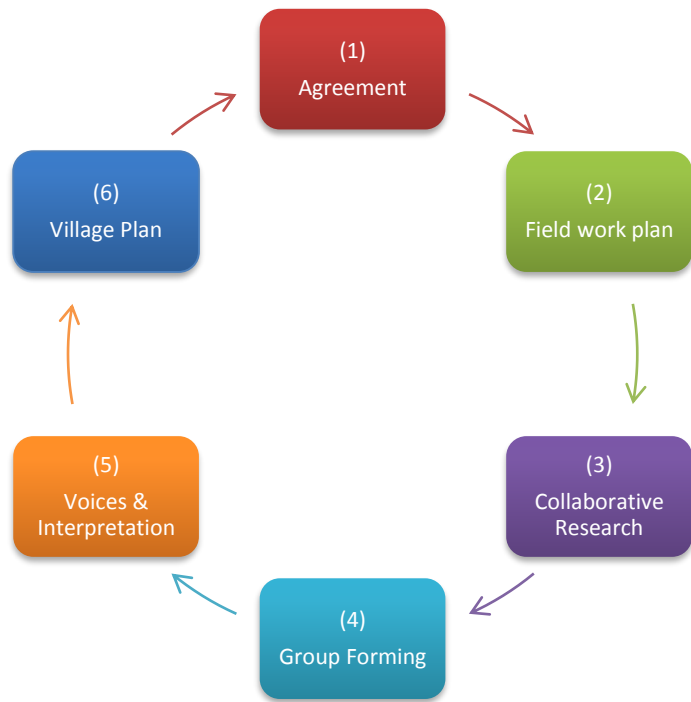 (1)
Agreement
(2)
Field work plan
(3)
Collaborative
Research
(4)
Group Forming
(5)
Voices &
Interpretation
(6)
Village Plan